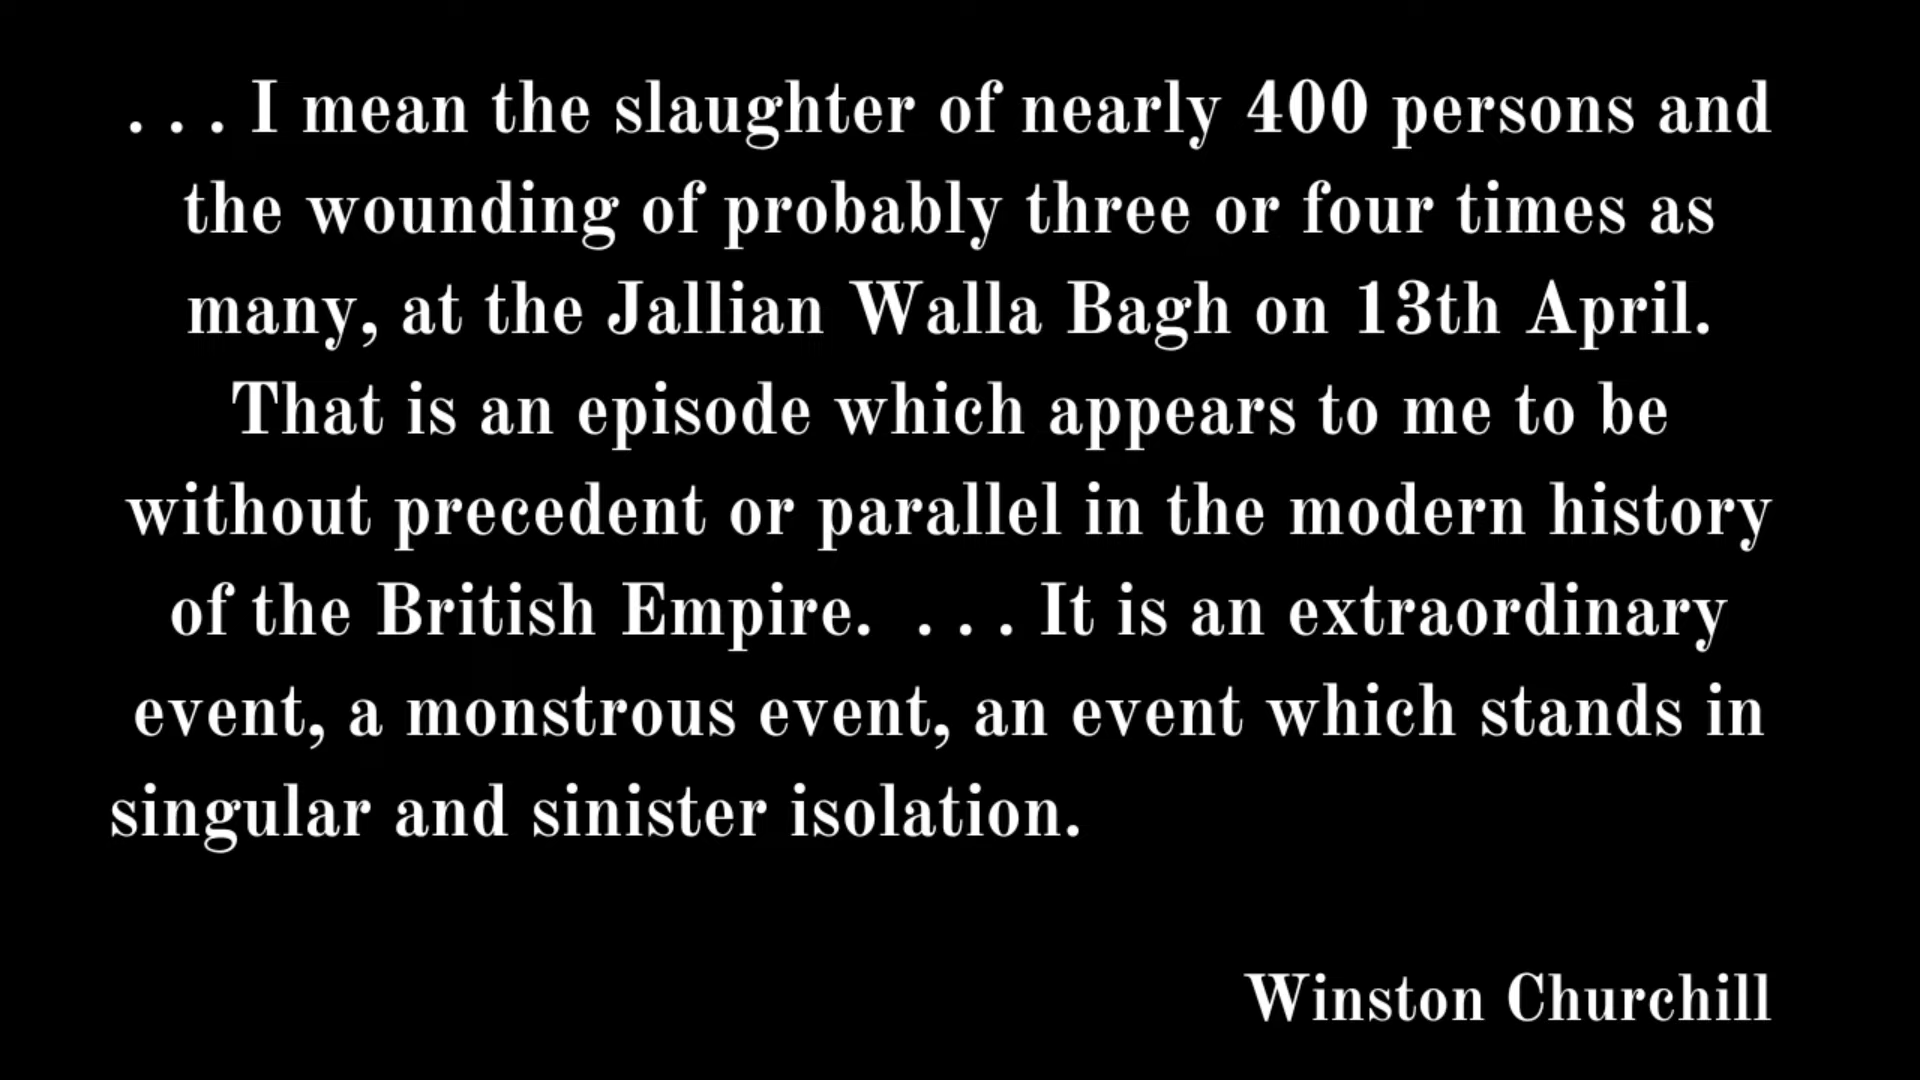 . . . I mean the slaughter of nearly 400 persons and
the wounding of probably three or four times as
many, at the Jallian Walla Bagh on 13th April.
That is an episode which appears to me to be
without precedent or parallel in the modern history
of the British Empire.  . . . It is an extraordinary
event, a monstrous event, an event which stands in
singular and sinister isolation.
Winston Churchill